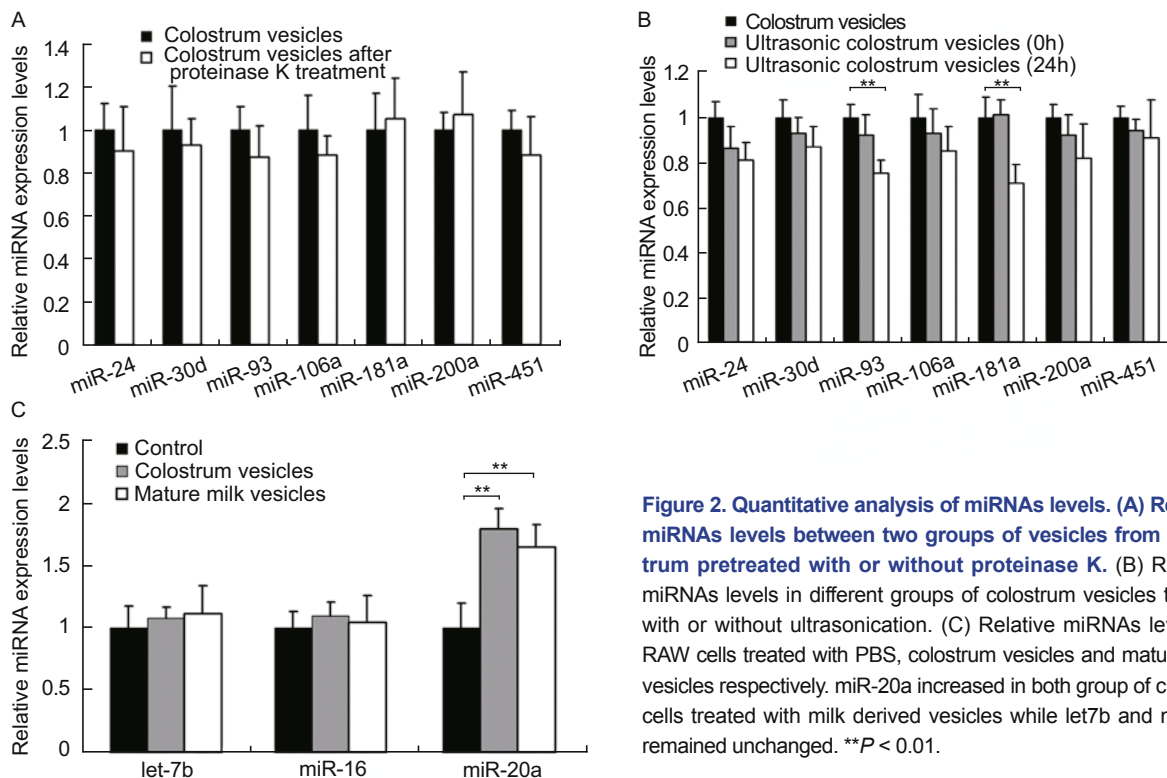 A
Colostrum vesicles
Colostrum vesicles after
proteinase K treatment
Relative miRNA expression levels
1.4
1.2
1
0.8
0.6
0.4
0.2
0
miR-24 miR-30d miR-93 miR-106a miR-181a miR-200a miR-451
B
Colostrum vesicles
Ultrasonic colostrum vesicles (0h)
Ultrasonic colostrum vesicles (24h)
Relative miRNA expression levels
1.2
1
0.8
0.6
0.4
0.2
0
** **
miR-24 miR-30d miR-93 miR-106a miR-181a miR-200a miR-451
C
Control
Colostrum vesicles
Mature milk vesicles
Relative miRNA expression levels
2.5
2
1.5
1
0.5
0
**
**
let-7b miR-16 miR-20a
Figure 2. Quantitative analysis of miRNAs levels. (A)
miRNAs levels between two groups of vesicles from
trum pretreated with or without proteinase K. (B)
miRNAs levels in different groups of colostrum vesicles
with or without ultrasonication. (C) Relative miRNAs
RAW cells treated with PBS, colostrum vesicles and
vesicles respectively. miR-20a increased in both group of
cells treated with milk derived vesicles while let7b and
remained unchanged. **P < 0.01.